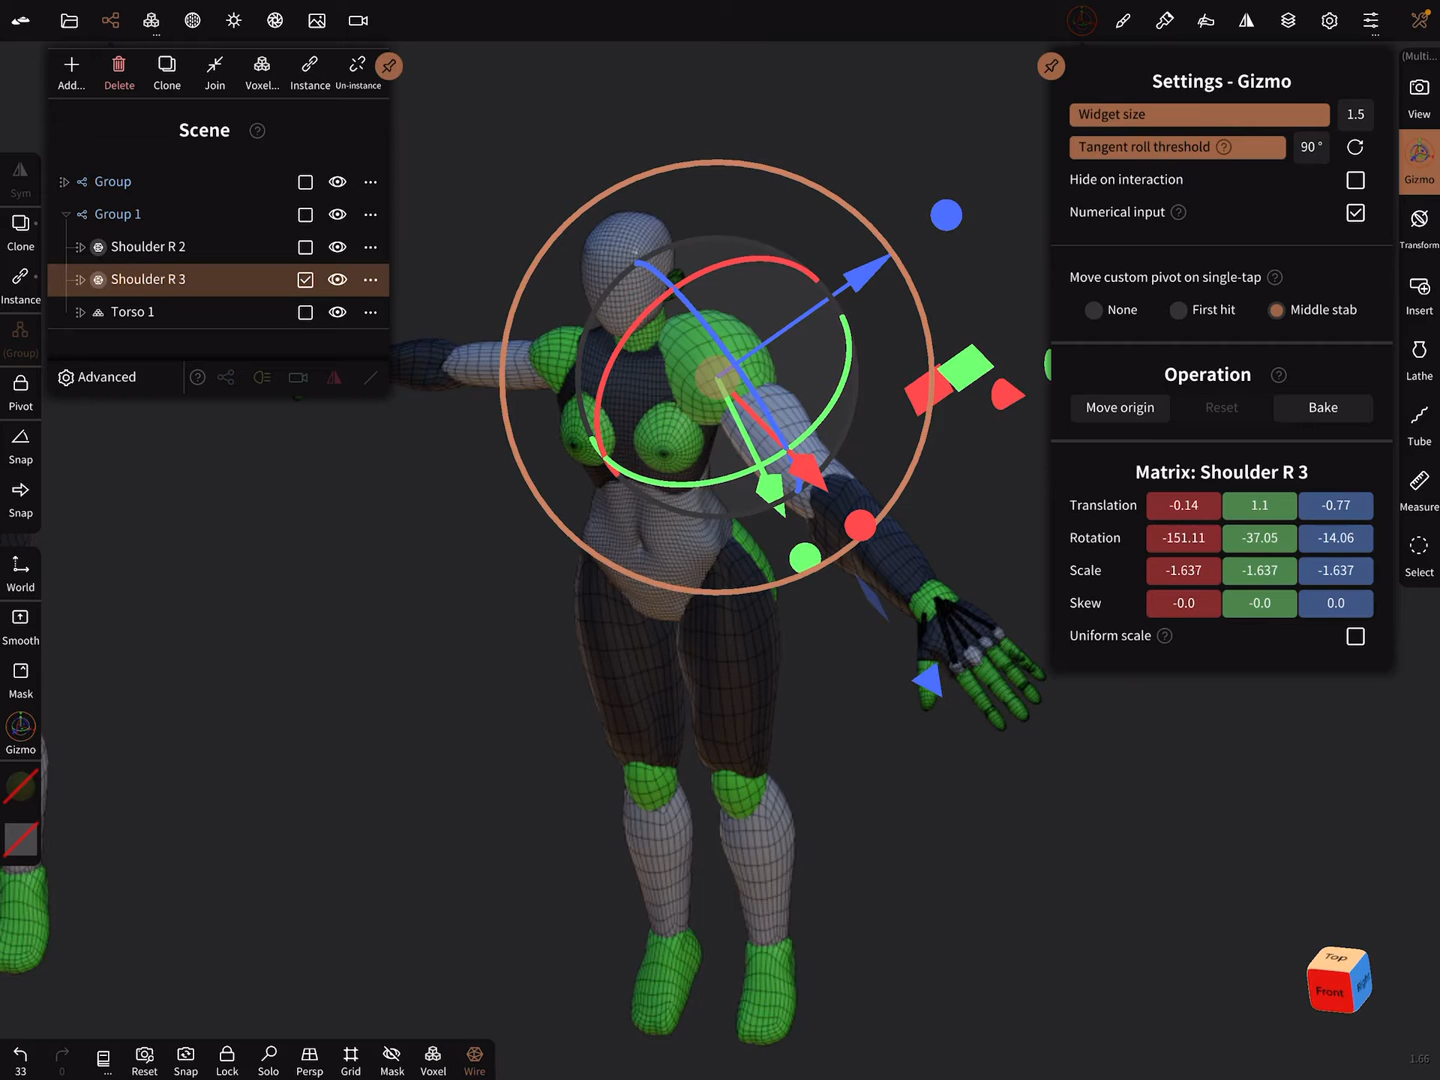 Add...
Delete
Clone
Join
Voxel...
Instance
Un-instance
Scene ?
Group
Group 1
Shoulder R 2
Shoulder R 3
Torso 1
Advanced
?
Sym
Clone
Instance
(Group)
Pivot
Snap
Snap
World
Smooth
Mask
Gizmo
Settings - Gizmo
Widget size 1.5
Tangent roll threshold ? 90 °
Hide on interaction
Numerical input ?
Move custom pivot on single-tap ?
None First hit Middle stab
Operation ?
Move origin Reset Bake
Matrix: Shoulder R 3
Translation -0.14 1.1 -0.77
Rotation -151.11 -37.05 -14.06
Scale -1.637 -1.637 -1.637
Skew -0.0 -0.0 0.0
Uniform scale ?
(Multi...
View
Gizmo
Transform
Insert
Lathe
Tube
Measure
Select
Top
Front
Right
33
0
...
Reset
Snap
Lock
Solo
Persp
Grid
Mask
Voxel
Wire
1.66